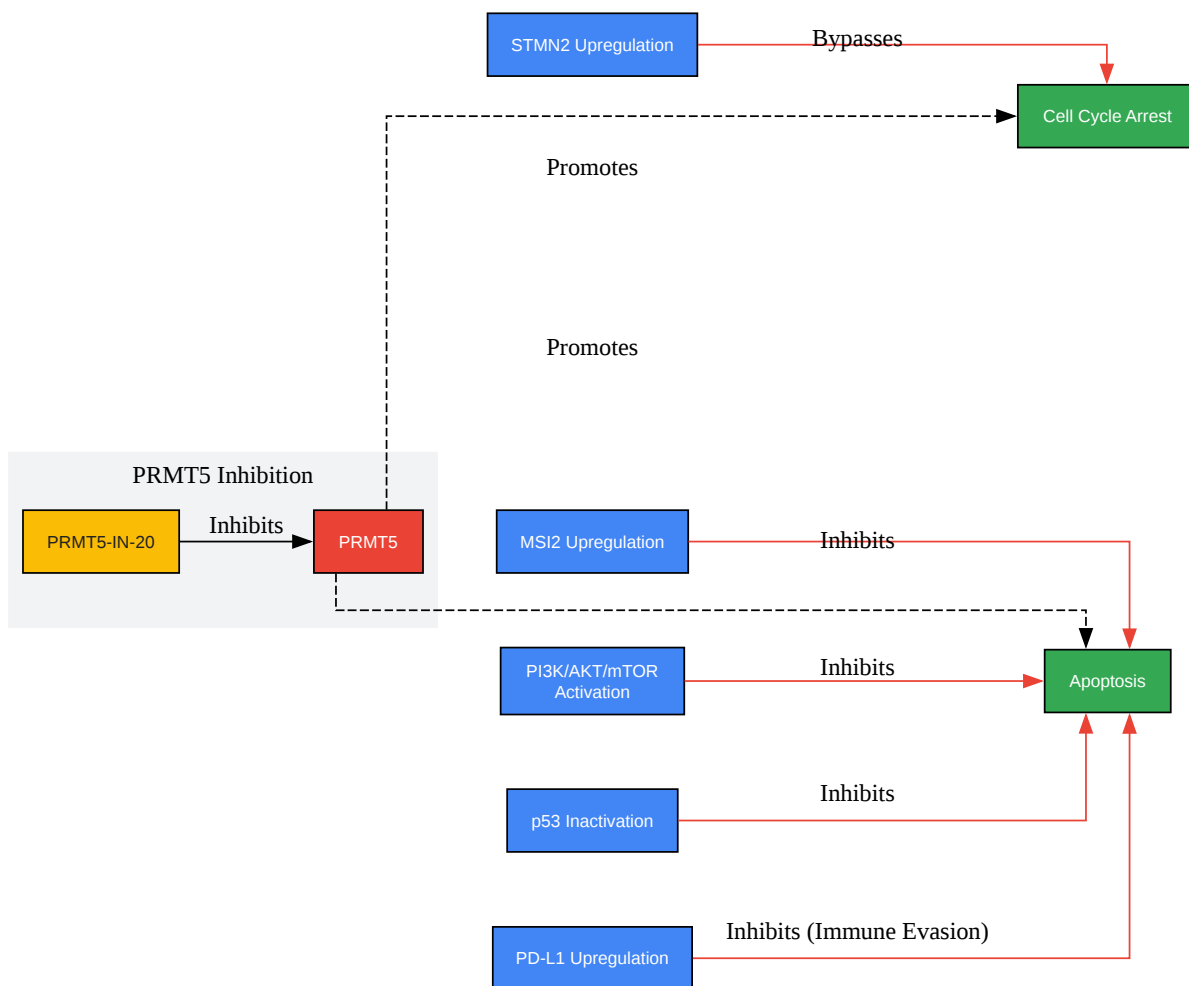 STMN2 Upregulation
Bypasses
Cell Cycle Arrest
Promotes
Promotes
PRMT5 Inhibition
PRMT5-IN-20
Inhibits
PRMT5
MSI2 Upregulation
Inhibits
PI3K/AKT/mTOR
Activation
Inhibits
Apoptosis
p53 Inactivation
Inhibits
PD-L1 Upregulation
Inhibits (Immune Evasion)